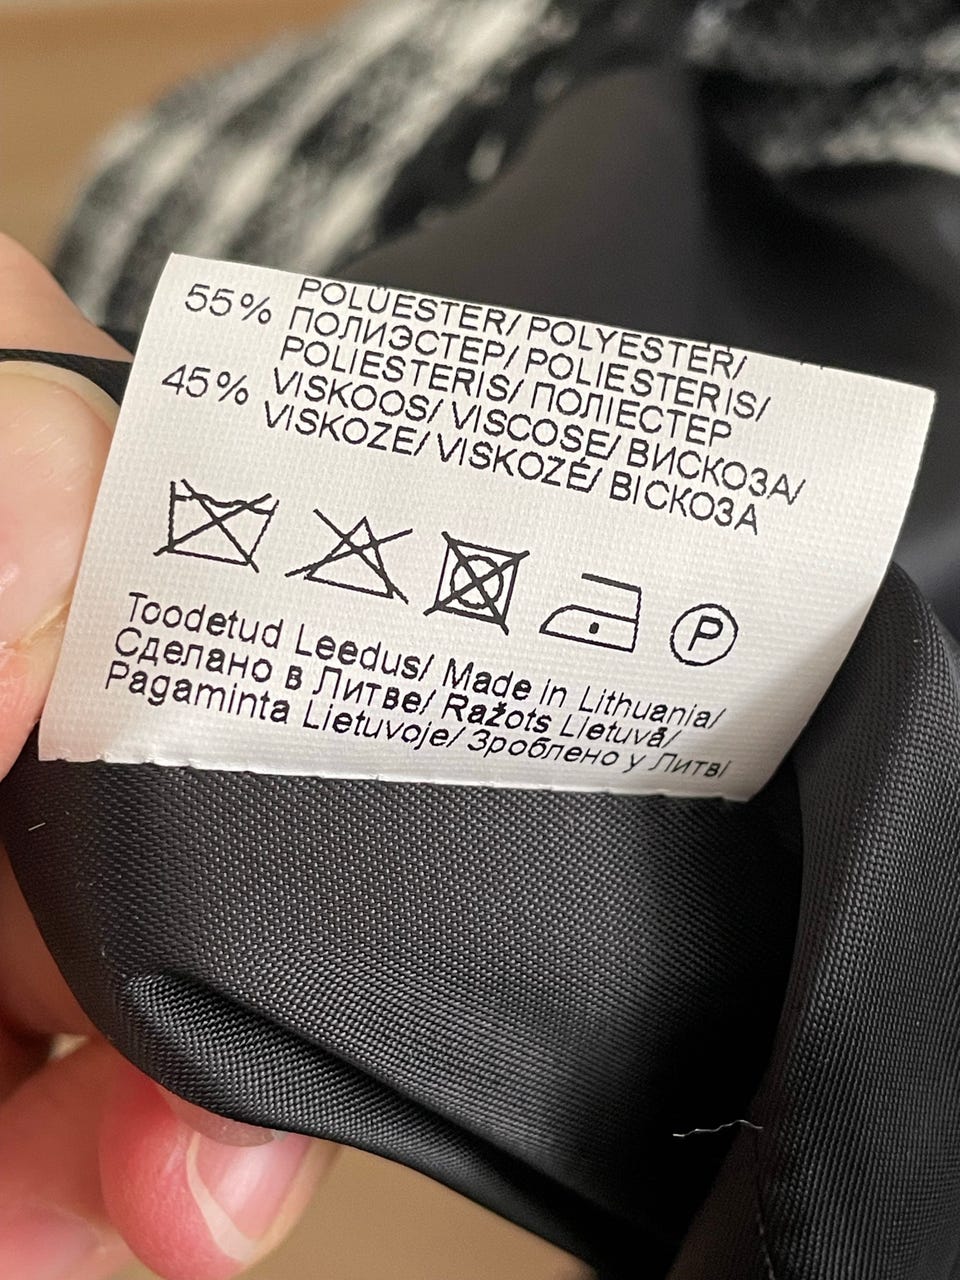 55% POLÜESTER/ POLYESTER/
ПОЛИЭСТЕР/ POLIESTERIS/
POLIESTERIS/ ПОЛІЕСТЕР
45% VISKOOS/ VISCOSE/ ВИСКОЗА/
VISKOZE/ VISKOZĖ/ ВІСКОЗА
P
Toodetud Leedus/ Made in Lithuania/
Сделано в Литве/ Ražots Lietuvā/
Pagaminta Lietuvoje/ Зроблено у Литві